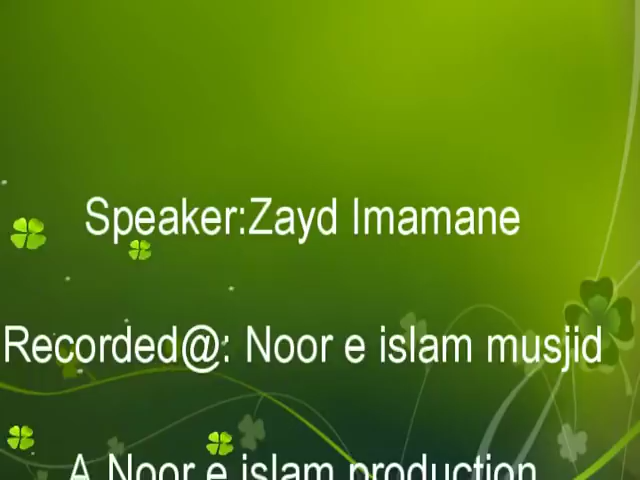 Speaker:Zayd Imamane
Recorded@: Noor e islam musjid
A Noor e islam production